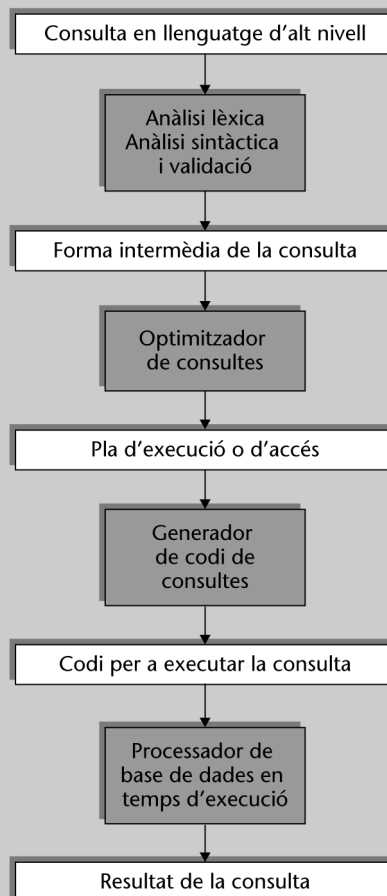 Consulta en llenguatge d'alt nivell
Anàlisi lèxica
Anàlisi sintàctica
i validació
Forma intermèdia de la consulta
Optimitzador
de consultes
Pla d'execució o d'accés
Generador
de codi de
consultes
Codi per a executar la consulta
Processador de
base de dades en
temps d'execució
Resultat de la consulta